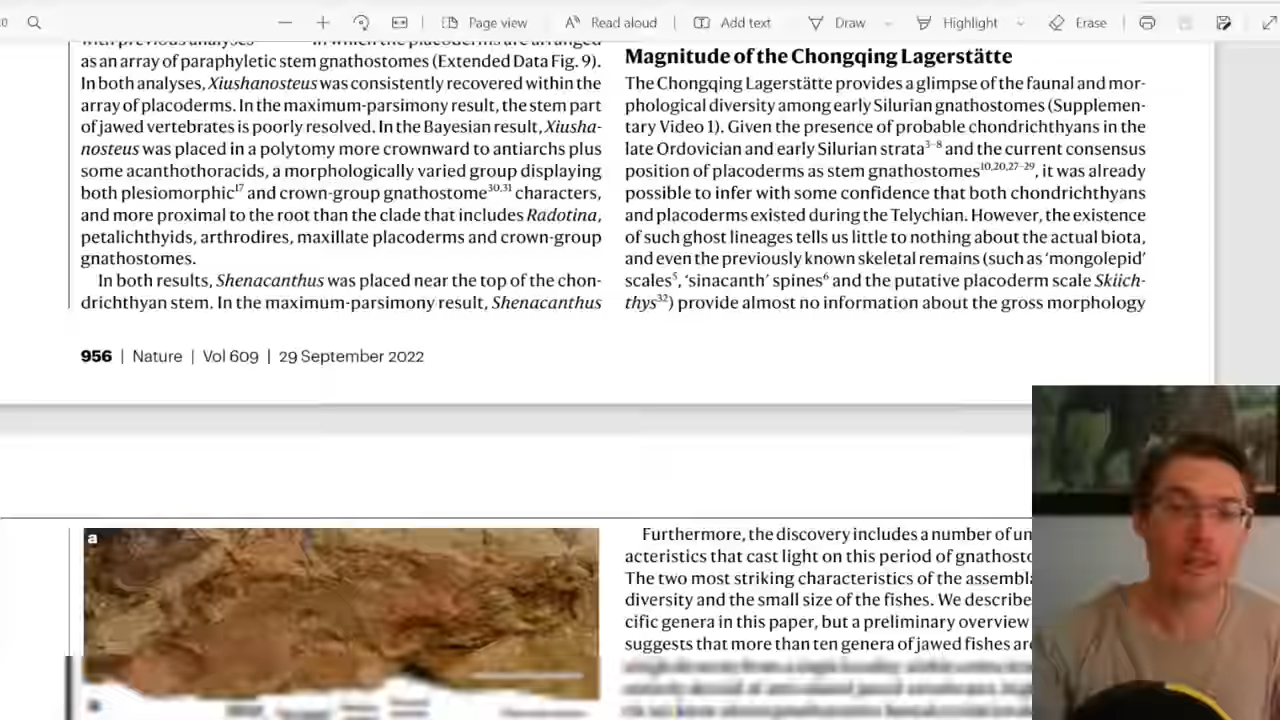 Page view
Read aloud
Add text
Draw
Highlight
Erase
as an array of paraphyletic stem gnathostomes (Extended Data Fig. 9).
In both analyses, Xiushanosteus was consistently recovered within the
array of placoderms. In the maximum-parsimony result, the stem part
of jawed vertebrates is poorly resolved. In the Bayesian result, Xiusha-
nosteus was placed in a polytomy more crownward to antiarchs plus
some acanthothoracids, a morphologically varied group displaying
both plesiomorphic17 and crown-group gnathostome30,31 characters,
and more proximal to the root than the clade that includes Radotina,
petalichthyids, arthrodires, maxillate placoderms and crown-group
gnathostomes.
In both results, Shenacanthus was placed near the top of the chon-
drichthyan stem. In the maximum-parsimony result, Shenacanthus
Magnitude of the Chongqing Lagerstätte
The Chongqing Lagerstätte provides a glimpse of the faunal and mor-
phological diversity among early Silurian gnathostomes (Supplemen-
tary Video 1). Given the presence of probable chondrichthyans in the
late Ordovician and early Silurian strata3–8 and the current consensus
position of placoderms as stem gnathostomes10,20,27–29, it was already
possible to infer with some confidence that both chondrichthyans
and placoderms existed during the Telychian. However, the existence
of such ghost lineages tells us little to nothing about the actual biota,
and even the previously known skeletal remains (such as 'mongolepid'
scales5, 'sinacanth' spines6 and the putative placoderm scale Skiich-
thys32) provide almost no information about the gross morphology
956 | Nature | Vol 609 | 29 September 2022
a
Furthermore, the discovery includes a number of un
acteristics that cast light on this period of gnathosto
The two most striking characteristics of the assembla
diversity and the small size of the fishes. We describe
cific genera in this paper, but a preliminary overview
suggests that more than ten genera of jawed fishes are